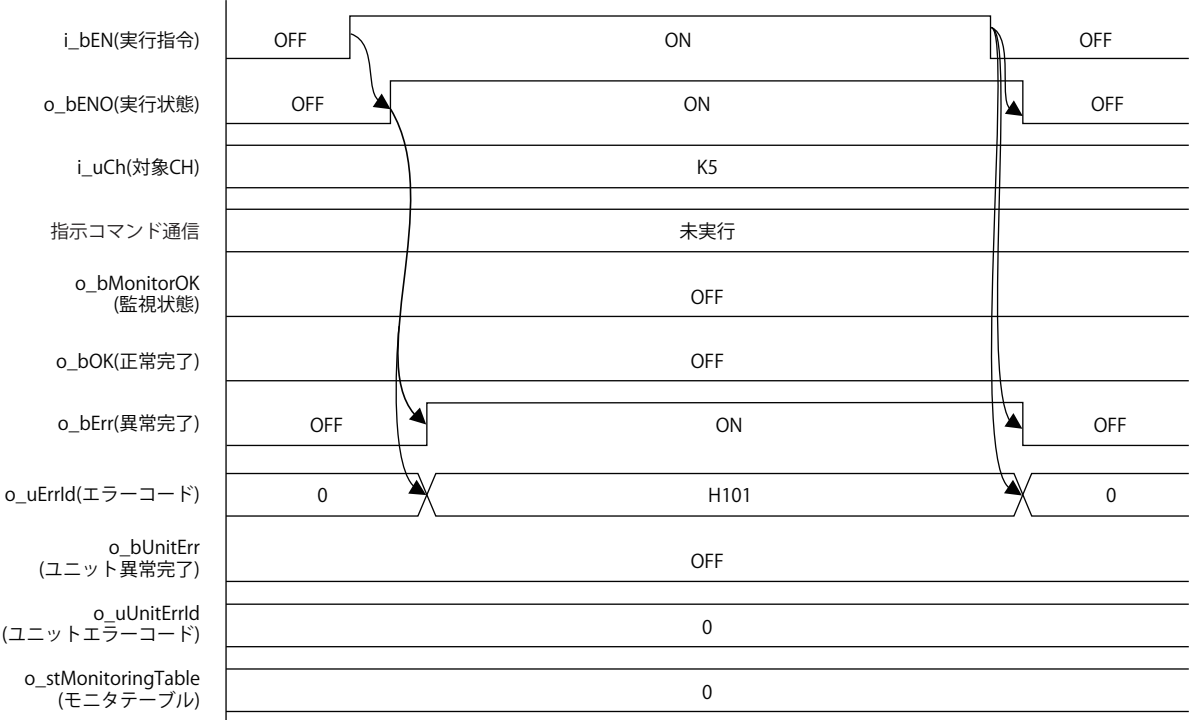 i_bEN(実行指令) OFF ON OFF
o_bENO(実行状態) OFF ON OFF
i_uCh(対象CH) K5
指示コマンド通信 未実行
o_bMonitorOK
(監視状態) OFF
o_bOK(正常完了) OFF
o_bErr(異常完了) OFF ON OFF
o_uErrId(エラーコード) 0 H101 0
o_bUnitErr
(ユニット異常完了) OFF
o_uUnitErrId
(ユニットエラーコード) 0
o_stMonitoringTable
(モニタテーブル) 0